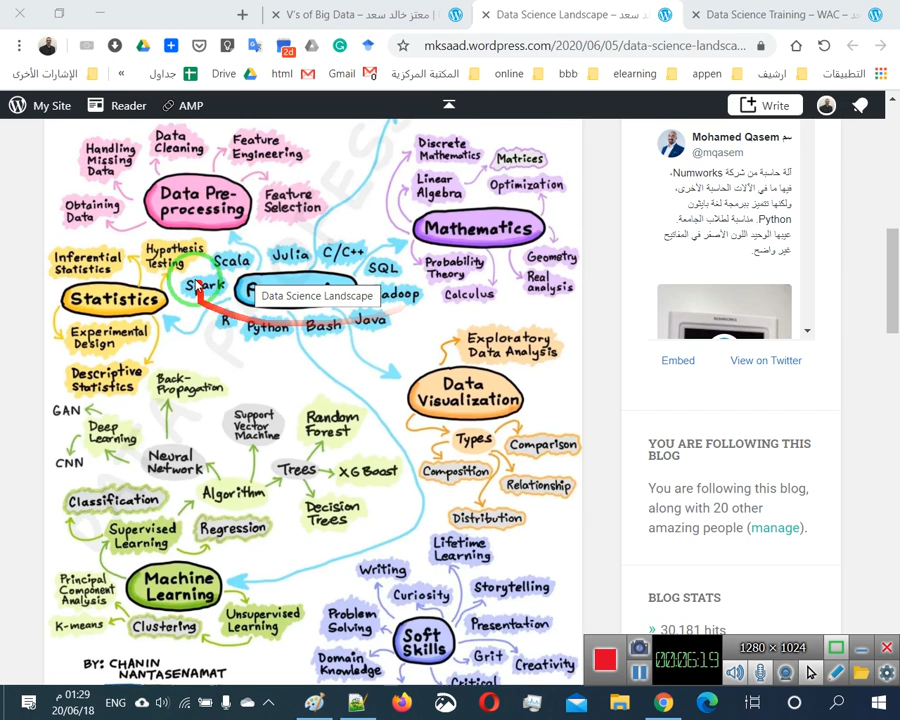 V's of Big Data – معتز خالد سعد |
Data Science Landscape – سعد
Data Science Training – WAC –
mksaad.wordpress.com/2020/06/05/data-science-landsca...
الإشارات الأخرى
»
جداول
Drive
html
Gmail
المكتبة المركزية
online
bbb
elearning
appen
ارشيف
التطبيقات
My Site
Reader
AMP
Write
Data Pre-
processing
Handling
Missing
Data
Data
Cleaning
Feature
Engineering
Feature
Selection
Obtaining
Data
Mathematics
Discrete
Mathematics
Matrices
Linear
Algebra
Optimization
Probability
Theory
Calculus
Geometry
Real
analysis
Statistics
Inferential
Statistics
Hypothesis
Testing
Experimental
Design
Descriptive
Statistics
Scala
Julia
C/C++
SQL
Spark
adoop
R
Python
Bash
Java
Data Science Landscape
Data
Visualization
Exploratory
Data Analysis
Types
Comparison
Composition
Relationship
Distribution
Machine
Learning
Supervised
Learning
Classification
Regression
Algorithm
Neural
Network
Back-
Propagation
Deep
Learning
GAN
CNN
Support
Vector
Machine
Trees
Random
Forest
XG Boost
Decision
Trees
Unsupervised
Learning
Clustering
Principal
Component
Analysis
K-means
Soft
Skills
Lifetime
Learning
Writing
Curiosity
Storytelling
Problem
Solving
Presentation
Domain
Knowledge
Grit
Creativity
Critical
BY: CHANIN
NANTASENAMAT
Mohamed Qasem
@mqasem
آلة حاسبة من شركة Numworks،
فيها ما في الآلات الحاسبية الأخرى،
ولكنها تتميز ببرمجة لغة بايثون
Python. مناسبة لطلاب الجامعة.
عيبها الوحيد اللون الأصفر في المفاتيح
غير واضح.
Embed
View on Twitter
YOU ARE FOLLOWING THIS
BLOG
You are following this blog,
along with 20 other
amazing people (manage).
BLOG STATS
30,181 hits
1280 × 1024
00:06:19
01:29 م
20/06/18
ENG